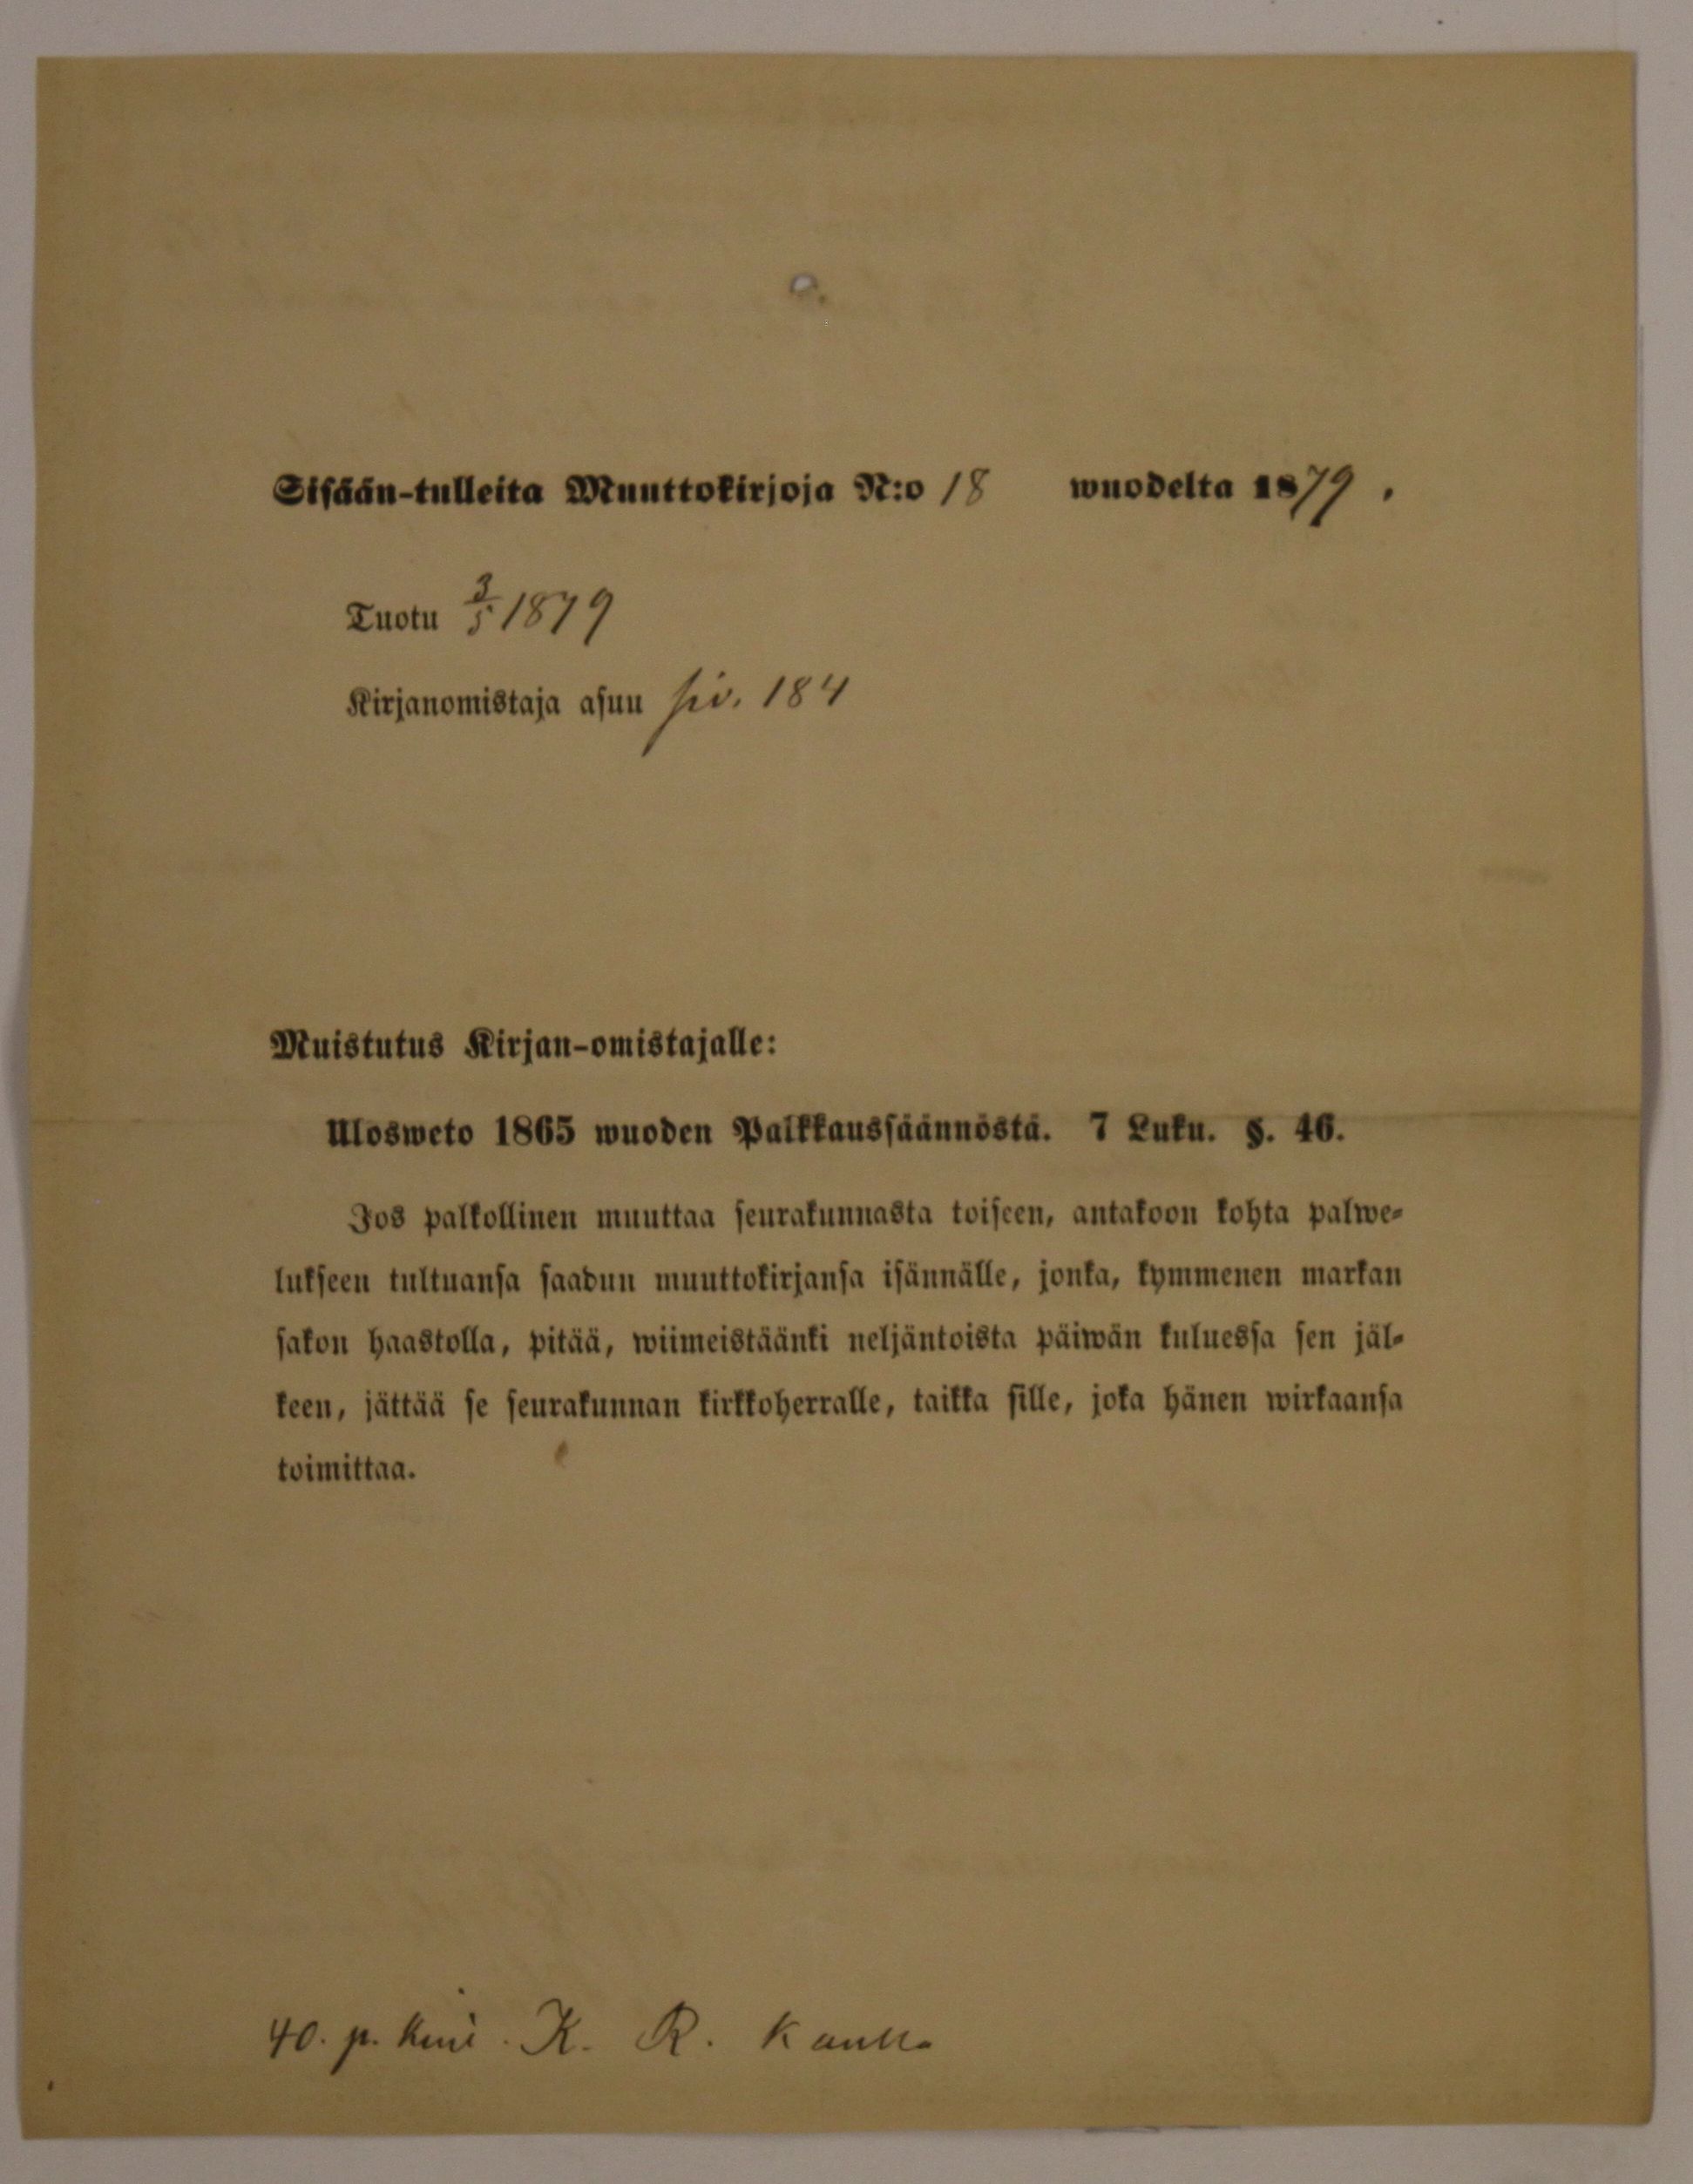 Sisään-tulleita Muuttokirjoja N:o 18 wuodelta 1879.
Tuotu 3/5 1879
Kirjanomistaja asuu siv. 184
Muistutus Kirjan-omistajalle:
Ulosweto 1865 wuoden Palkkaussäännöstä. 7 Luku. §. 46.
Jos palkollinen muuttaa seurakunnasta toiseen, antakoon kohta palwe-
lukseen tultuansa saadun muuttokirjansa isännälle, jonka, kymmenen markan
sakon haastolla, pitää, wiimeistäänki neljäntoista päiwän kuluessa sen jäl-
keen, jättää se seurakunnan kirkkoherralle, taikka sille, joka hänen wirkaansa
toimittaa.
40. p. K. R.